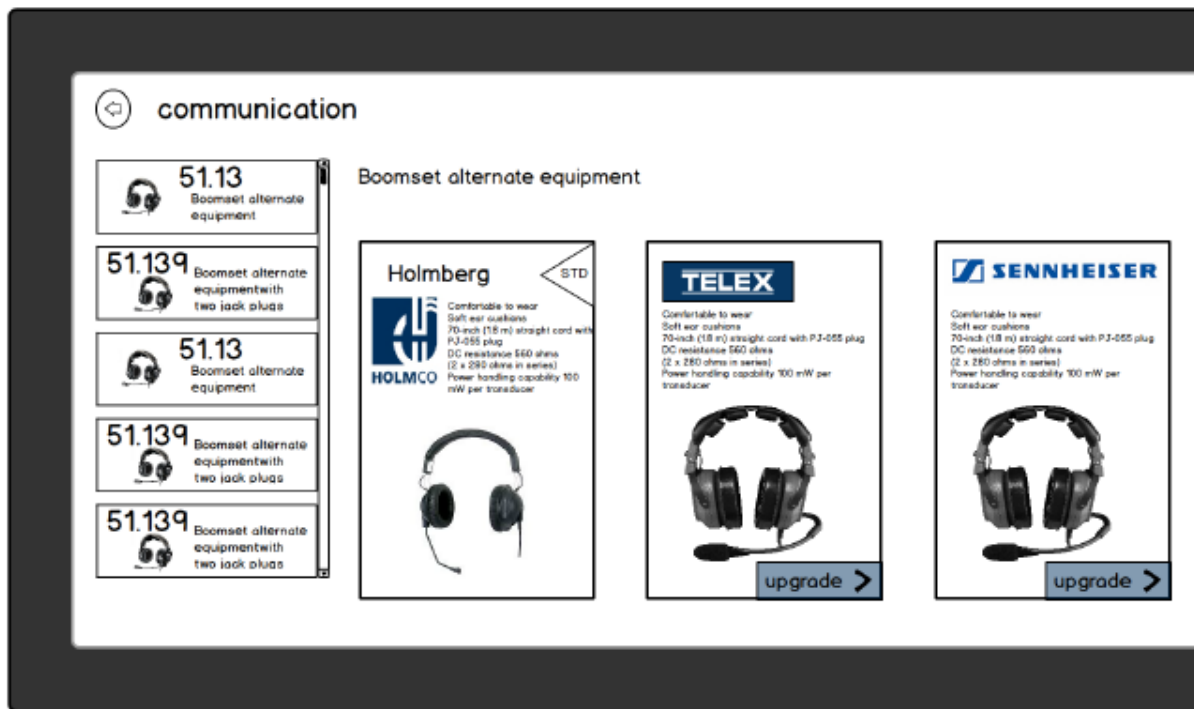 communication
51.13
Boomset alternate
equipment
51.139
Boomset alternate
equipmentwith
two jack plugs
51.13
Boomset alternate
equipment
51.139
Boomset alternate
equipmentwith
two jack plugs
51.139
Boomset alternate
equipmentwith
two jack plugs
Boomset alternate equipment
Holmberg
STD
HOLMCO
Comfortable to wear
Soft ear cushions
70-inch (1.8 m) straight cord with
PJ-055 plug
DC resistance 560 ohms
(2 x 280 ohms in series)
Power handling capability 100
mW per transducer
TELEX
Comfortable to wear
Soft ear cushions
70-inch (1.8 m) straight cord with PJ-055 plug
DC resistance 560 ohms
(2 x 280 ohms in series)
Power handling capability 100 mW per
transducer
upgrade
SENNHEISER
Comfortable to wear
Soft ear cushions
70-inch (1.8 m) straight cord with PJ-055 plug
DC resistance 560 ohms
(2 x 280 ohms in series)
Power handling capability 100 mW per
transducer
upgrade